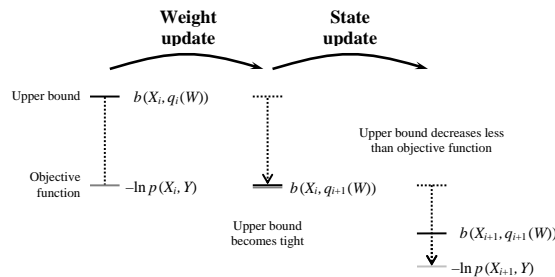 Weight
update
State
update
Upper bound
b(X_i, q_i(W))
Upper bound decreases less
than objective function
Objective
function
−ln p(X_i, Y)
b(X_i, q_{i+1}(W))
Upper bound
becomes tight
b(X_{i+1}, q_{i+1}(W))
−ln p(X_{i+1}, Y)